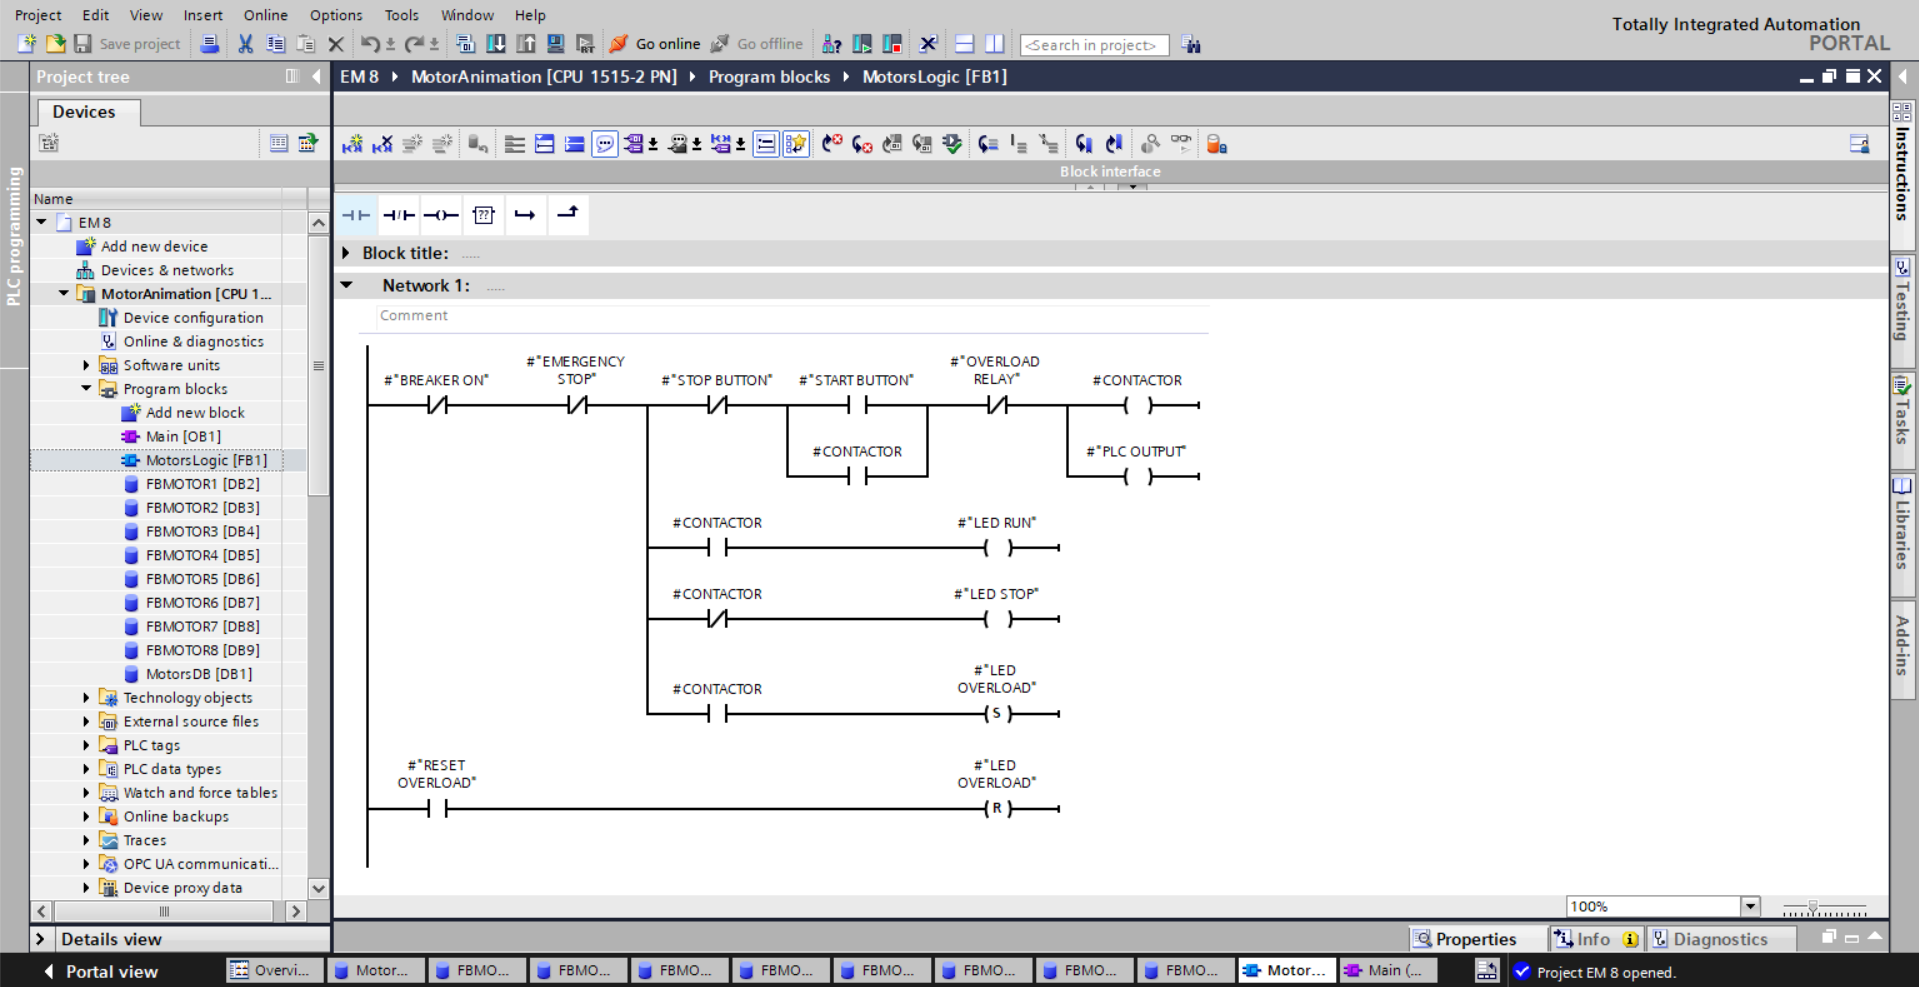 Project Edit View Insert Online Options Tools Window Help
Totally Integrated Automation
PORTAL
Save project
Go online
Go offline
<Search in project>
Project tree
EM 8 MotorAnimation [CPU 1515-2 PN] Program blocks MotorsLogic [FB1]
Devices
Block interface
PLC programming
Name
EM 8
Add new device
Devices & networks
MotorAnimation [CPU 1...
Device configuration
Online & diagnostics
Software units
Program blocks
Add new block
Main [OB1]
MotorsLogic [FB1]
FBMOTOR1 [DB2]
FBMOTOR2 [DB3]
FBMOTOR3 [DB4]
FBMOTOR4 [DB5]
FBMOTOR5 [DB6]
FBMOTOR6 [DB7]
FBMOTOR7 [DB8]
FBMOTOR8 [DB9]
MotorsDB [DB1]
Technology objects
External source files
PLC tags
PLC data types
Watch and force tables
Online backups
Traces
OPC UA communicati...
Device proxy data
Details view
??
Block title: .....
Network 1: .....
Comment
#"BREAKER ON"
#"EMERGENCY
STOP"
#"STOP BUTTON"
#"START BUTTON"
#"OVERLOAD
RELAY"
#CONTACTOR
#CONTACTOR
#"PLC OUTPUT"
#CONTACTOR
#"LED RUN"
#CONTACTOR
#"LED STOP"
#CONTACTOR
#"LED
OVERLOAD"
S
#"RESET
OVERLOAD"
#"LED
OVERLOAD"
R
Instructions
Testing
Tasks
Libraries
Add-ins
100%
Properties
Info
Diagnostics
Portal view
Overvi...
Motor...
FBMO...
FBMO...
FBMO...
FBMO...
FBMO...
FBMO...
FBMO...
FBMO...
Motor...
Main (...
Project EM 8 opened.